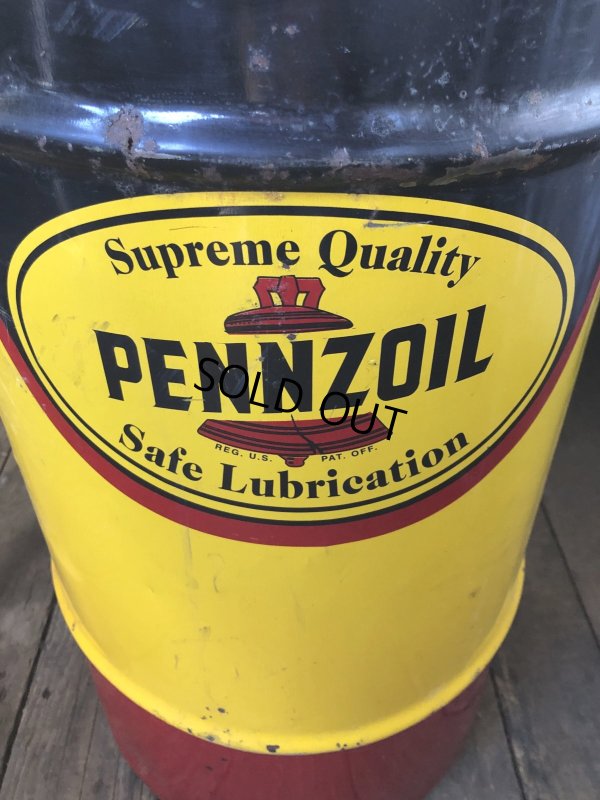 Supreme Quality
PENNZOIL
SOLD OUT
REG. U.S. PAT. OFF.
Safe Lubrication